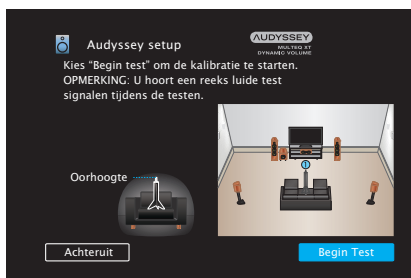 Audyssey setup
AUDYSSEY
MULTEQ XT
DYNAMIC VOLUME
Kies “Begin test” om de kalibratie te starten.
OPMERKING: U hoort een reeks luide test
signalen tijdens de testen.
Oorhoogte
1
Achteruit
Begin Test